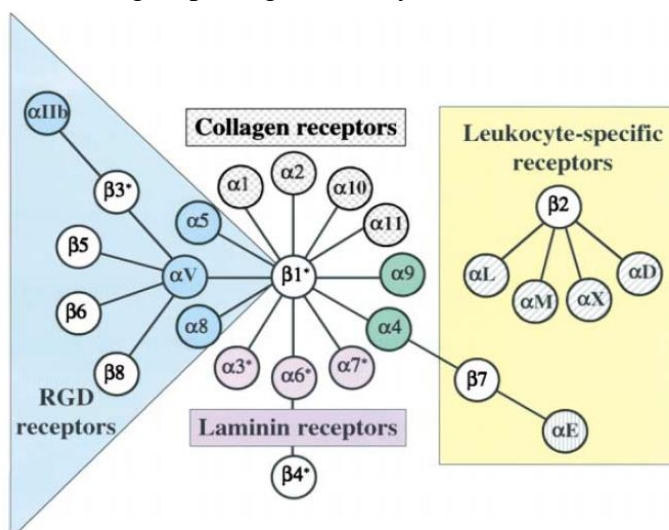 αIIb
Collagen receptors
Leukocyte-specific
receptors
α1
α2
α10
β3*
α11
β2
α5
β5
αV
β1*
α9
αL
αM
αX
αD
β6
α8
α4
β8
α3*
α6*
α7*
β7
RGD
receptors
Laminin receptors
αE
β4*